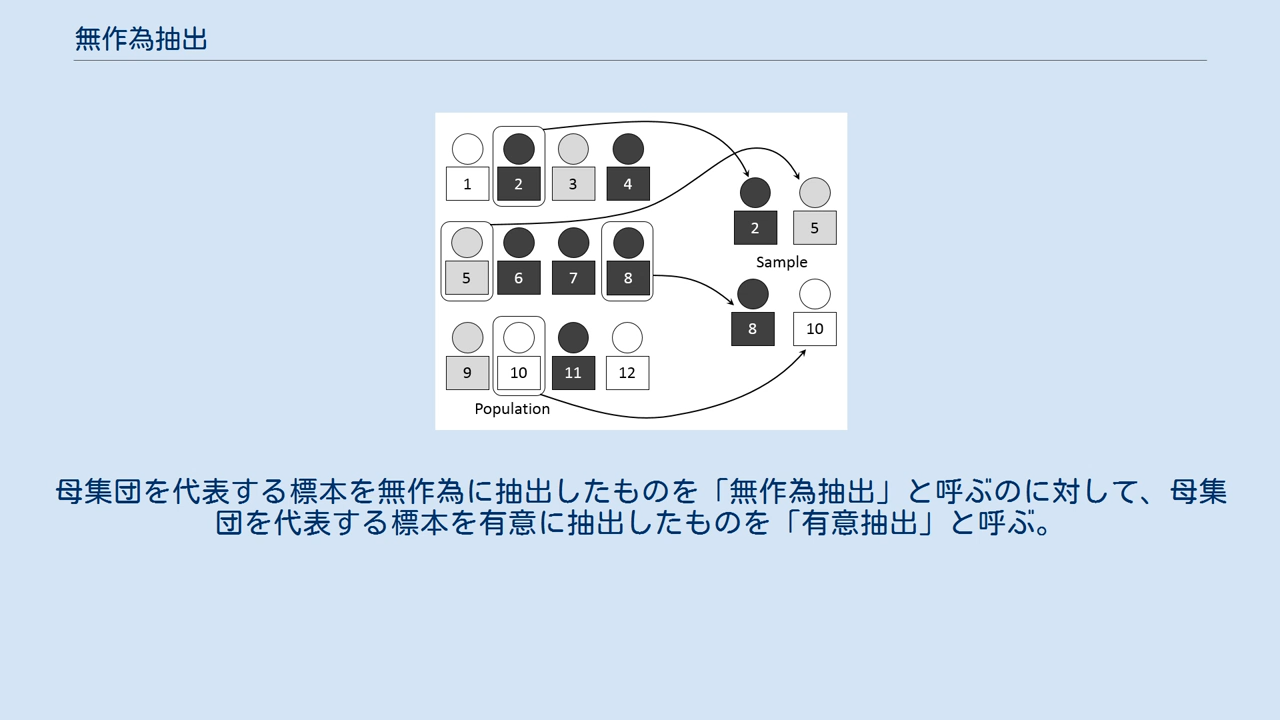 無作為抽出
1 2 3 4
2 5
Sample
5 6 7 8
8 10
9 10 11 12
Population
母集団を代表する標本を無作為に抽出したものを「無作為抽出」と呼ぶのに対して、母集
団を代表する標本を有意に抽出したものを「有意抽出」と呼ぶ。